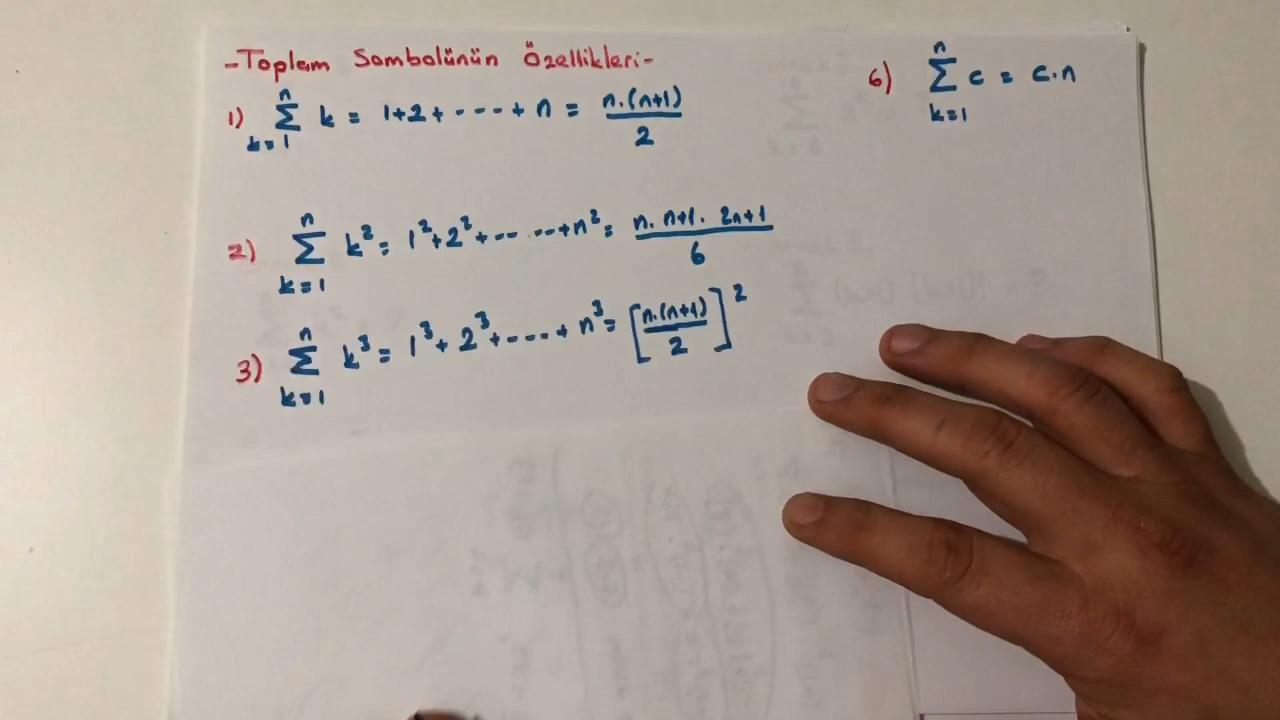 -Toplam Sombolünün Özellikleri-
1) n∑k=1 k = 1+2+----+n = n.(n+1)/2
2) n∑k=1 k² = 1²+2²+-- --+n² = n. n+1. 2n+1/6
3) n∑k=1 k³ = 1³+2³+----+n³ = [n.(n+1)/2]²
6) n∑k=1 c = c.n